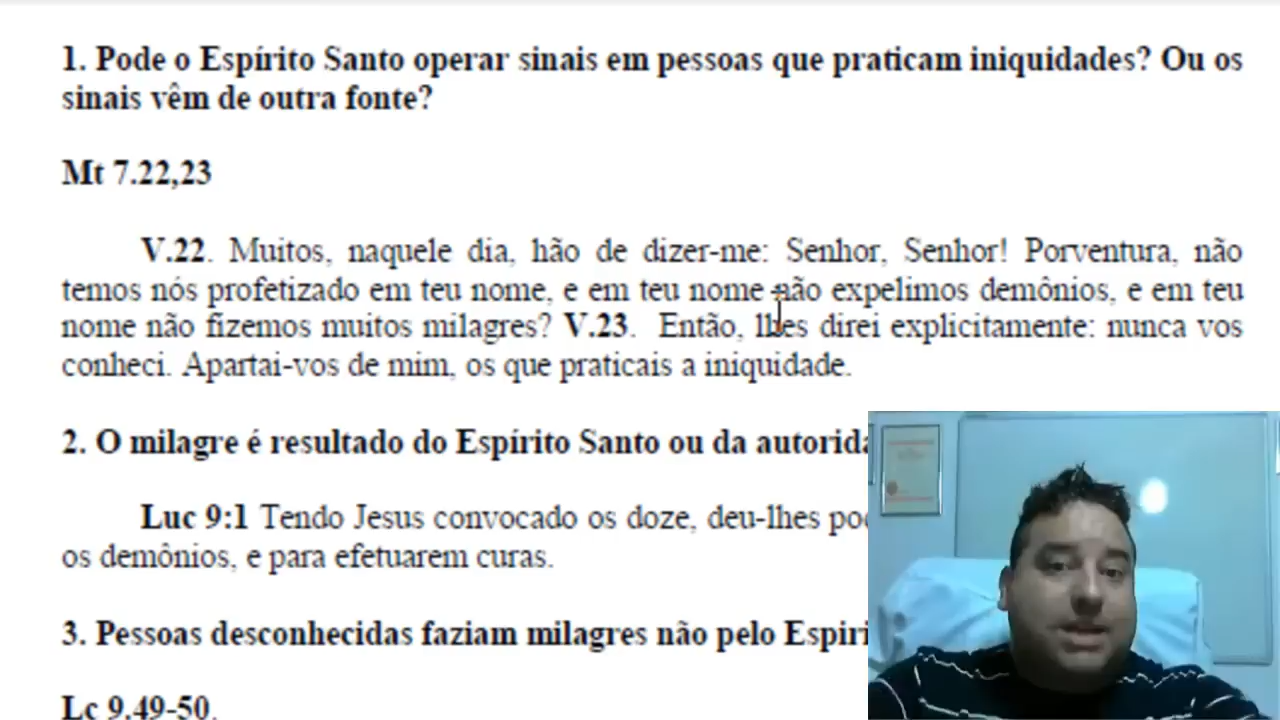 1. Pode o Espírito Santo operar sinais em pessoas que praticam iniquidades? Ou os
sinais vêm de outra fonte?
Mt 7.22,23
V.22. Muitos, naquele dia, hão de dizer-me: Senhor, Senhor! Porventura, não
temos nós profetizado em teu nome, e em teu nome não expelimos demônios, e em teu
nome não fizemos muitos milagres? V.23. Então, lhes direi explicitamente: nunca vos
conheci. Apartai-vos de mim, os que praticais a iniquidade.
2. O milagre é resultado do Espírito Santo ou da
Luc 9:1 Tendo Jesus convocado os doze, deu-lhes
os demônios, e para efetuarem curas.
3. Pessoas desconhecidas faziam milagres não pelo
Lc 9.49-50.